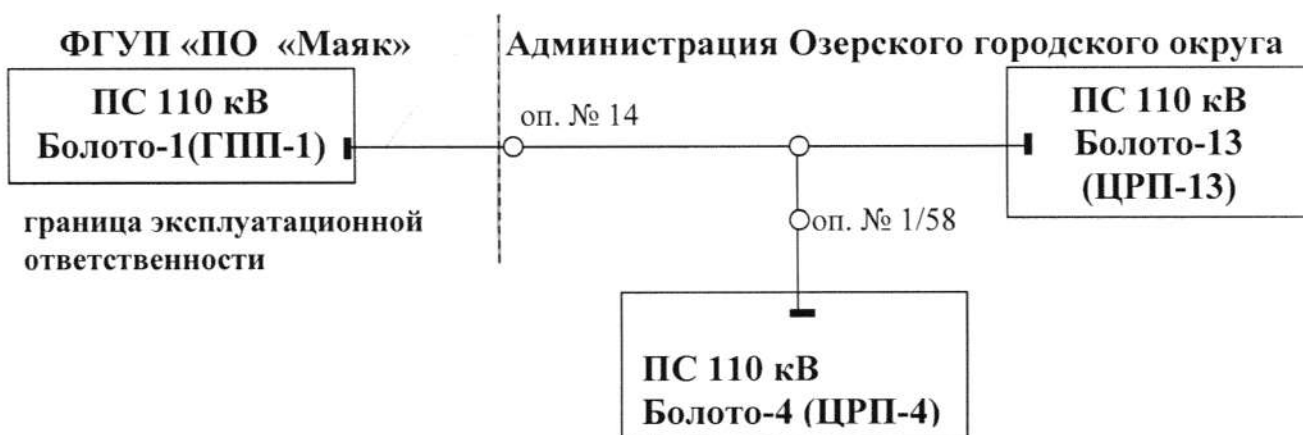 ФГУП «ПО «Маяк»
Администрация Озерского городского округа
ПС 110 кВ
Болото-1(ГПП-1)
оп. № 14
ПС 110 кВ
Болото-13
(ЦРП-13)
граница эксплуатационной
ответственности
оп. № 1/58
ПС 110 кВ
Болото-4 (ЦРП-4)